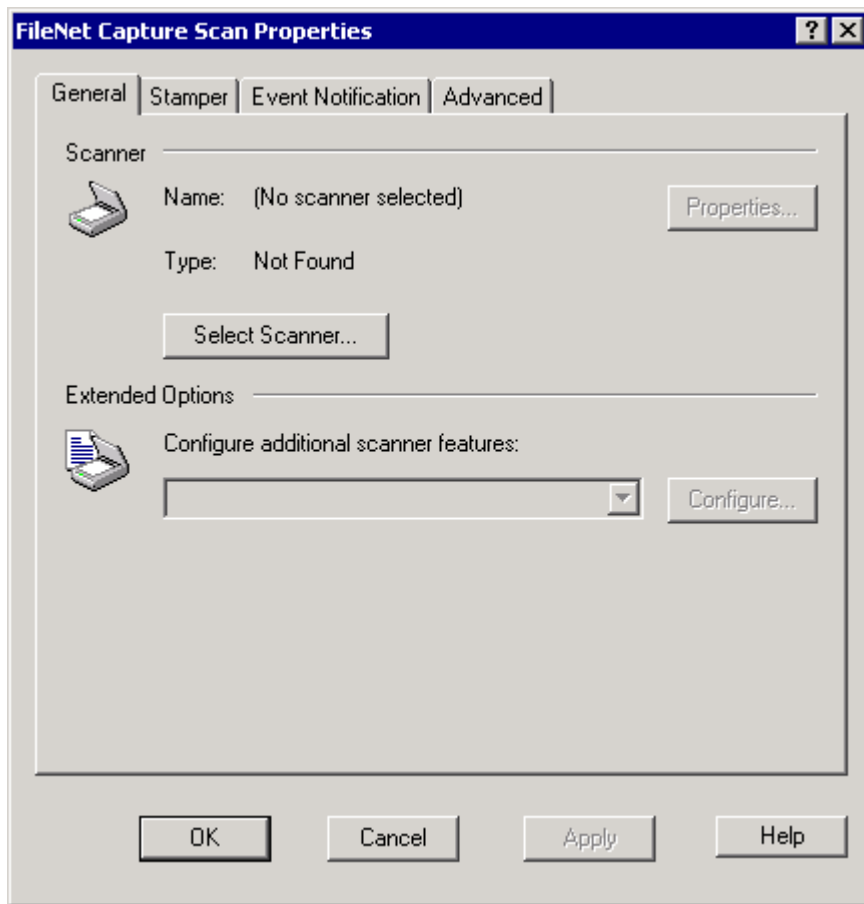 FileNet Capture Scan Properties
General Stamper Event Notification Advanced
Scanner
Name: (No scanner selected) Properties...
Type: Not Found
Select Scanner...
Extended Options
Configure additional scanner features:
Configure...
OK Cancel Apply Help